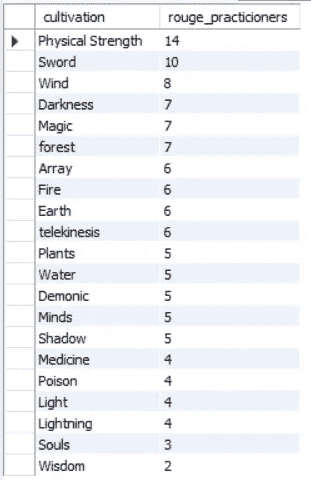 cultivation rouge_practicioners
Physical Strength 14
Sword 10
Wind 8
Darkness 7
Magic 7
forest 7
Array 6
Fire 6
Earth 6
telekinesis 6
Plants 5
Water 5
Demonic 5
Minds 5
Shadow 5
Medicine 4
Poison 4
Light 4
Lightning 4
Souls 3
Wisdom 2